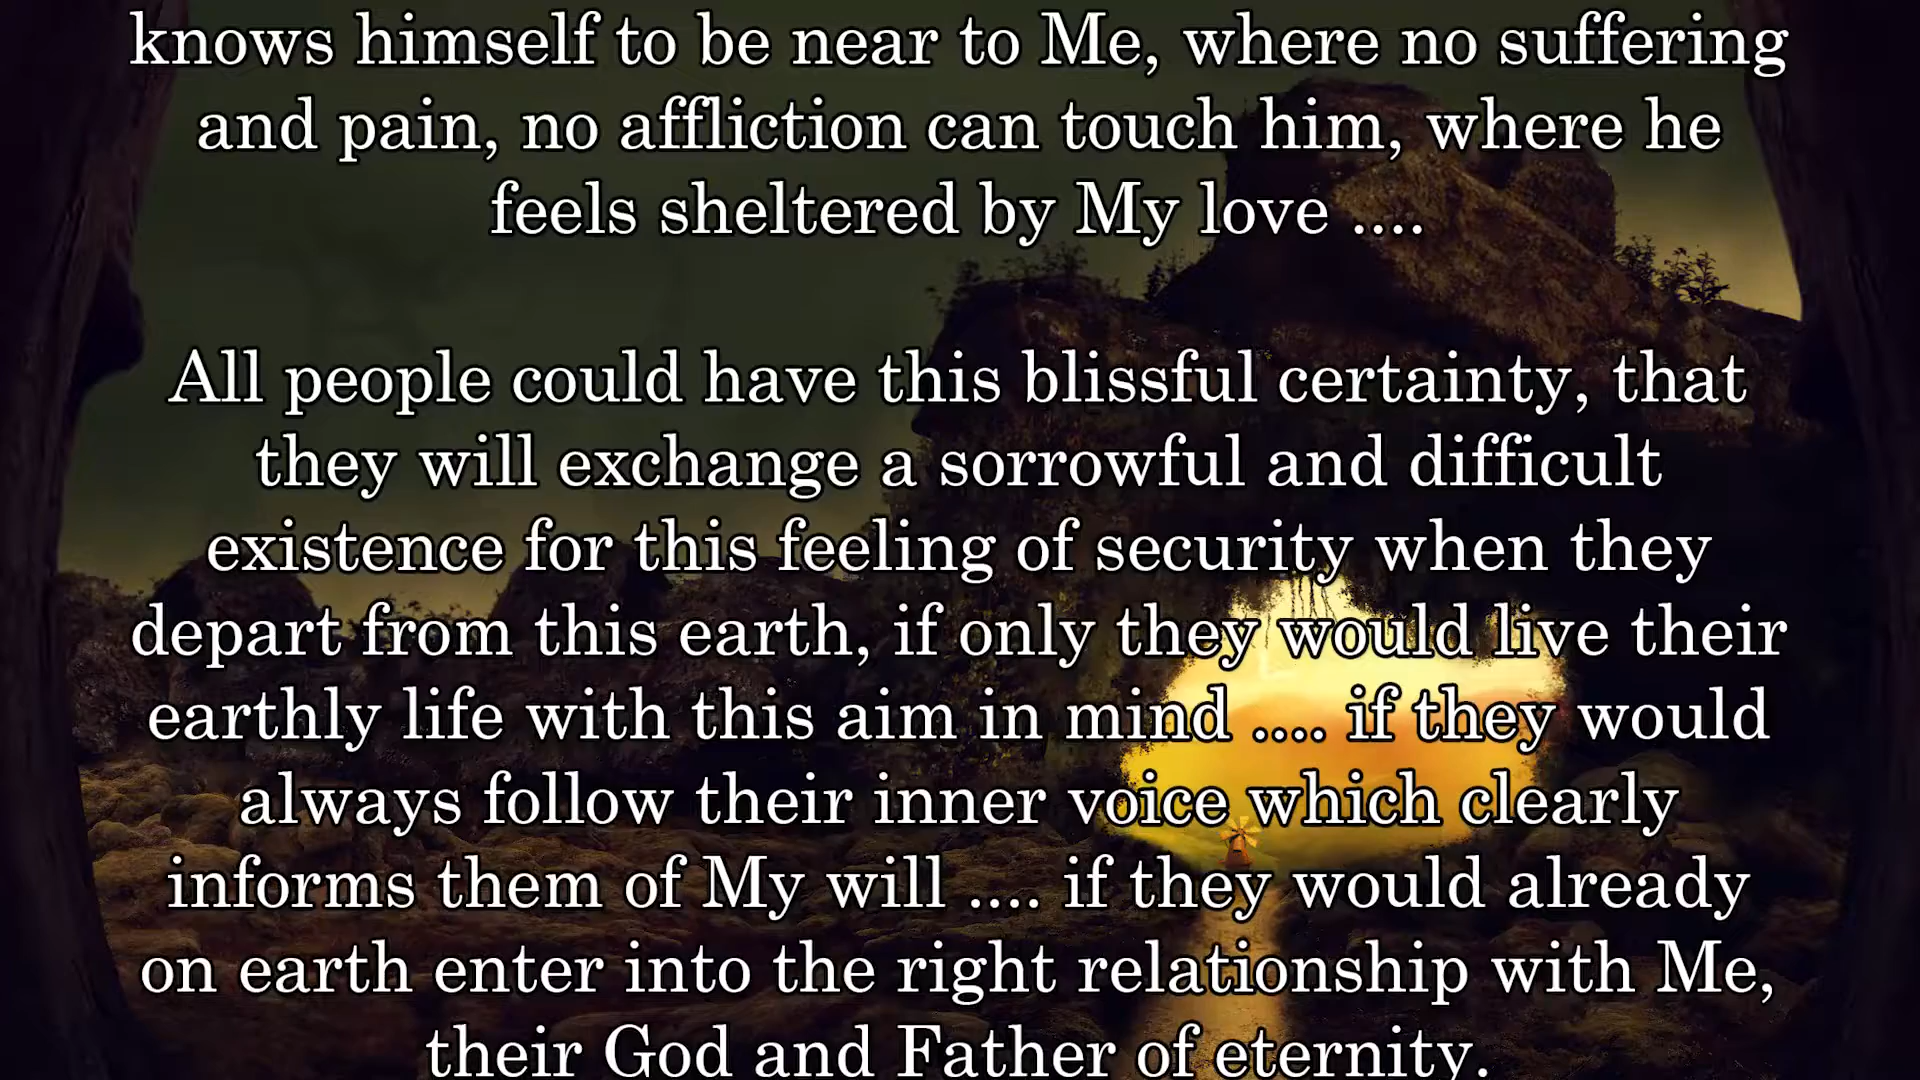 knows himself to be near to Me, where no suffering
and pain, no affliction can touch him, where he
feels sheltered by My love ....
All people could have this blissful certainty, that
they will exchange a sorrowful and difficult
existence for this feeling of security when they
depart from this earth, if only they would live their
earthly life with this aim in mind .... if they would
always follow their inner voice which clearly
informs them of My will .... if they would already
on earth enter into the right relationship with Me,
their God and Father of eternity.